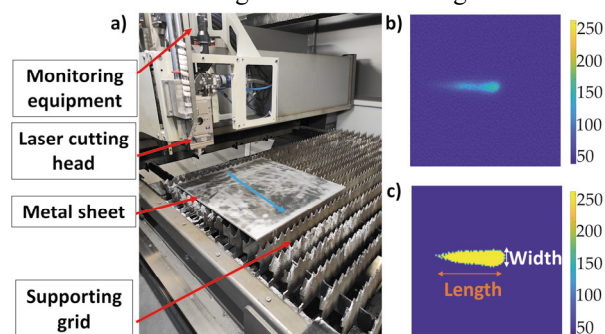 a)
Monitoring
equipment
Laser cutting
head
Metal sheet
Supporting
grid
b)
250
200
150
100
50
c)
Width
Length
250
200
150
100
50